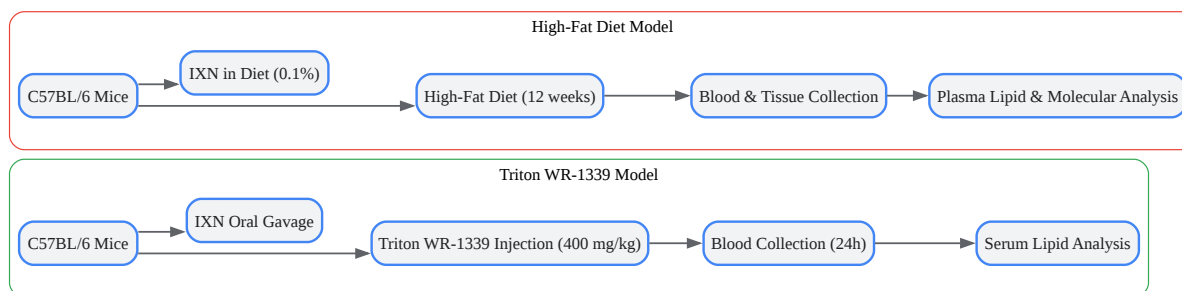 High-Fat Diet Model
IXN in Diet (0.1%)
C57BL/6 Mice
High-Fat Diet (12 weeks)
Blood & Tissue Collection
Plasma Lipid & Molecular Analysis
Triton WR-1339 Model
IXN Oral Gavage
C57BL/6 Mice
Triton WR-1339 Injection (400 mg/kg)
Blood Collection (24h)
Serum Lipid Analysis